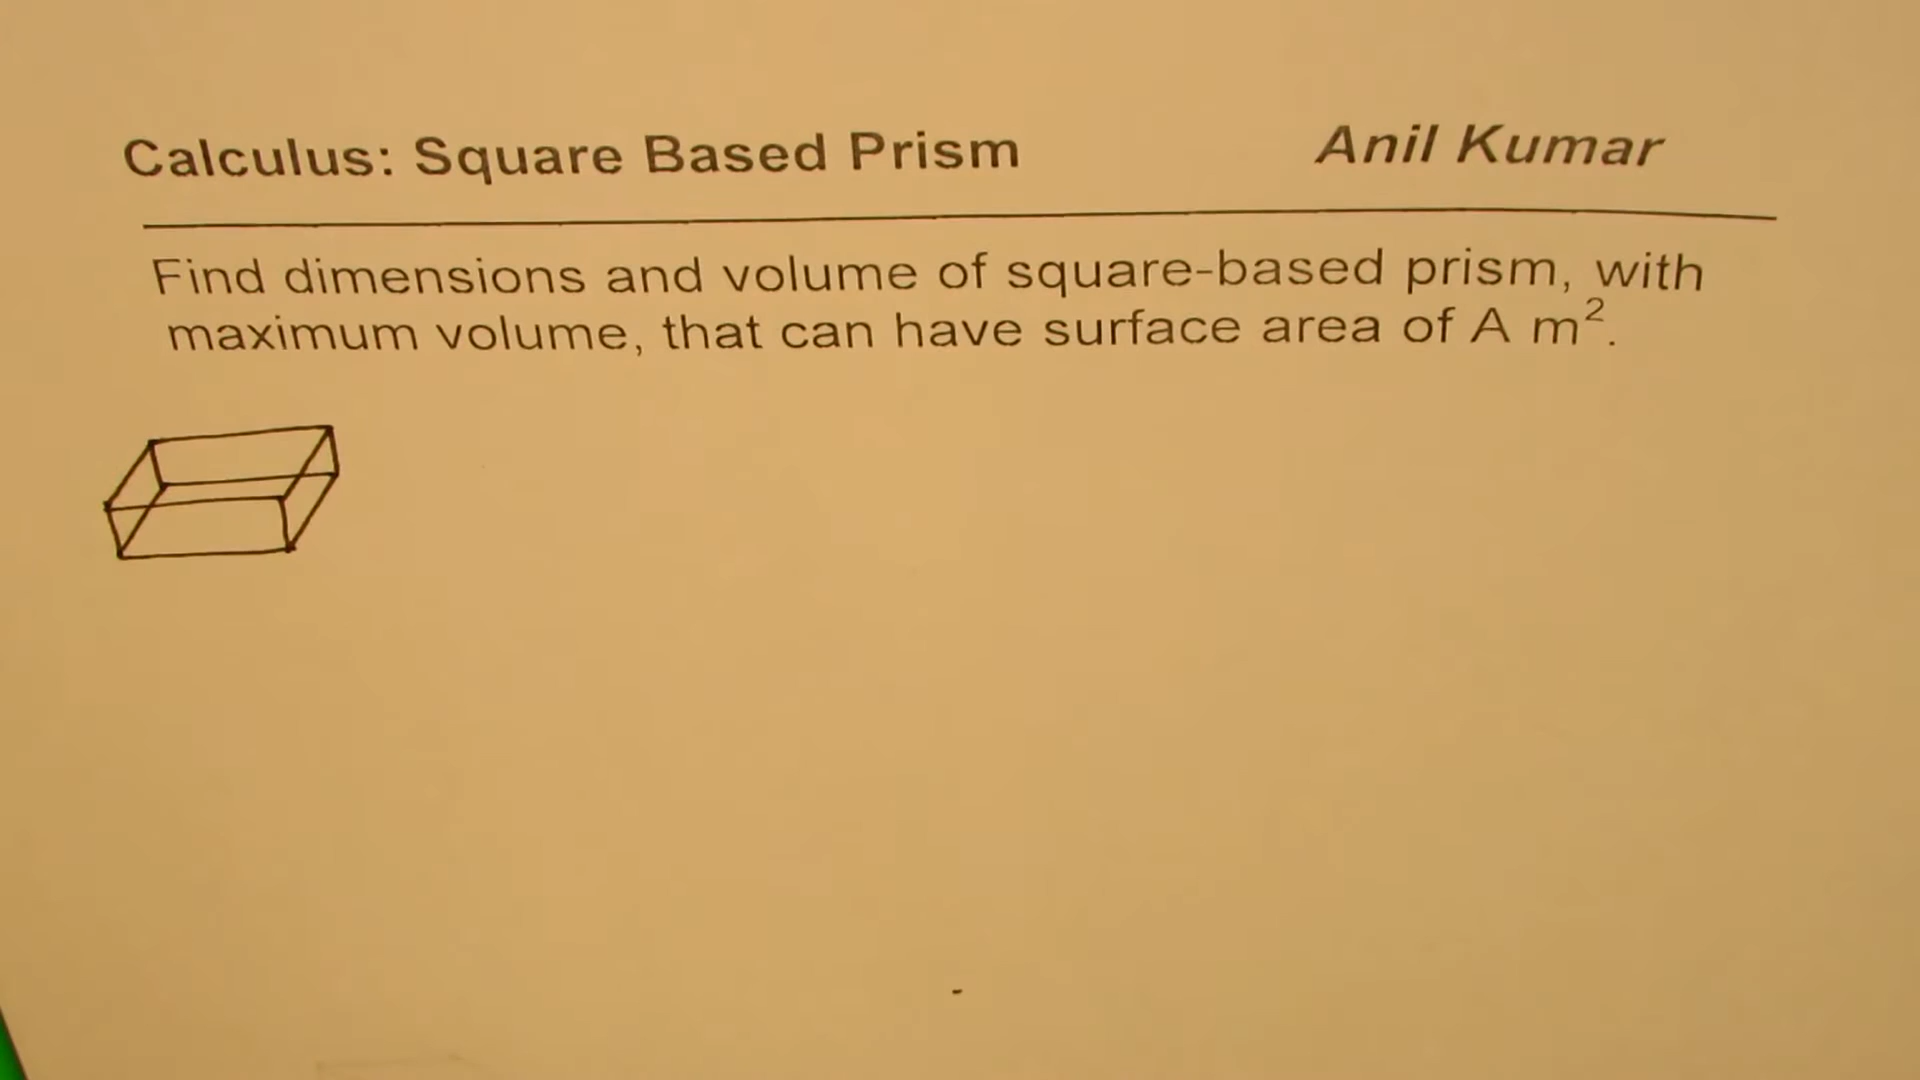 Calculus: Square Based Prism Anil Kumar
Find dimensions and volume of square-based prism, with
maximum volume, that can have surface area of A m².